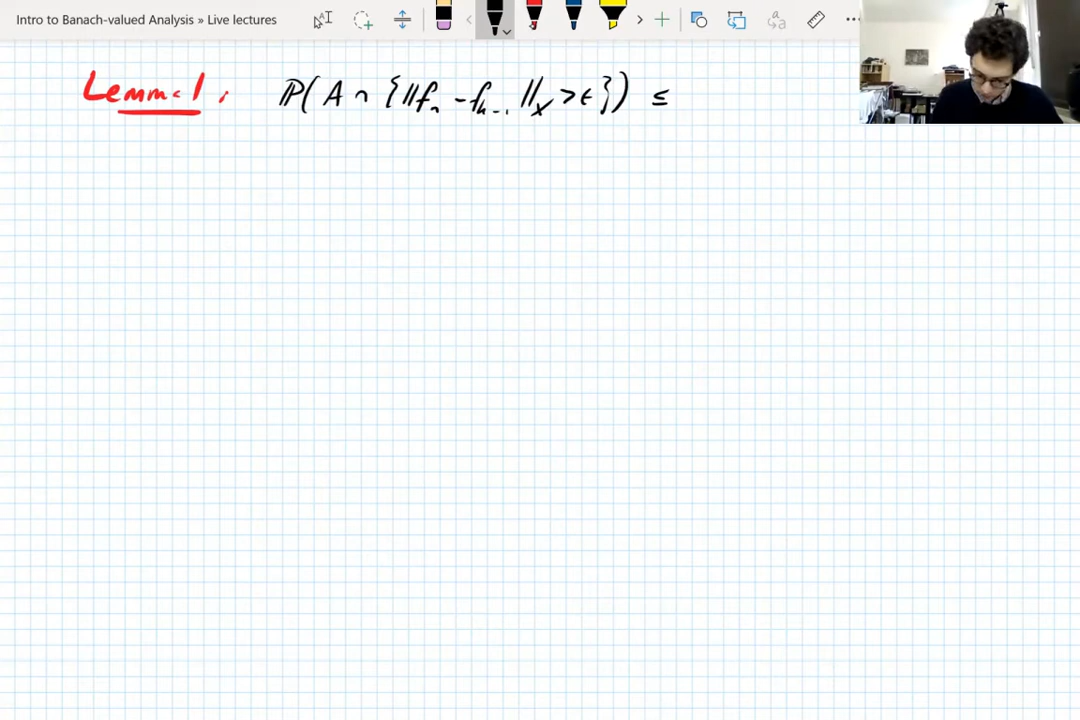 Intro to Banach-valued Analysis » Live lectures
Lemma 1: ℙ(A ∩ {‖fₙ - fₙ₋₁‖ₓ > ϵ}) ≤